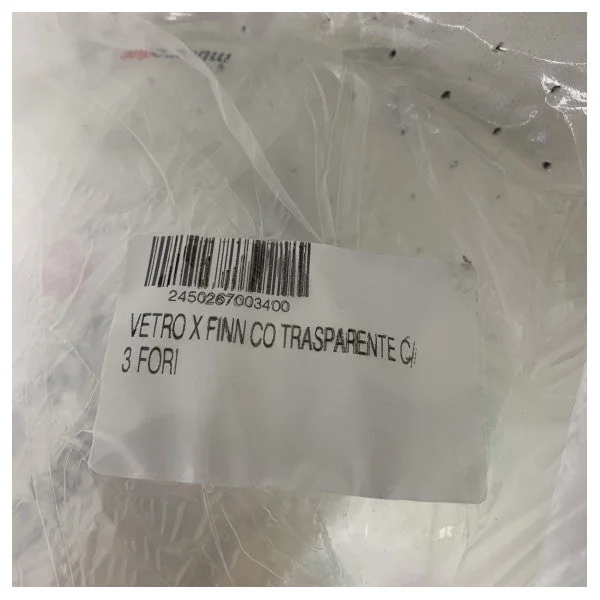 2450267003400
VETRO X FINN CO TRASPARENTE C/
3 FORI